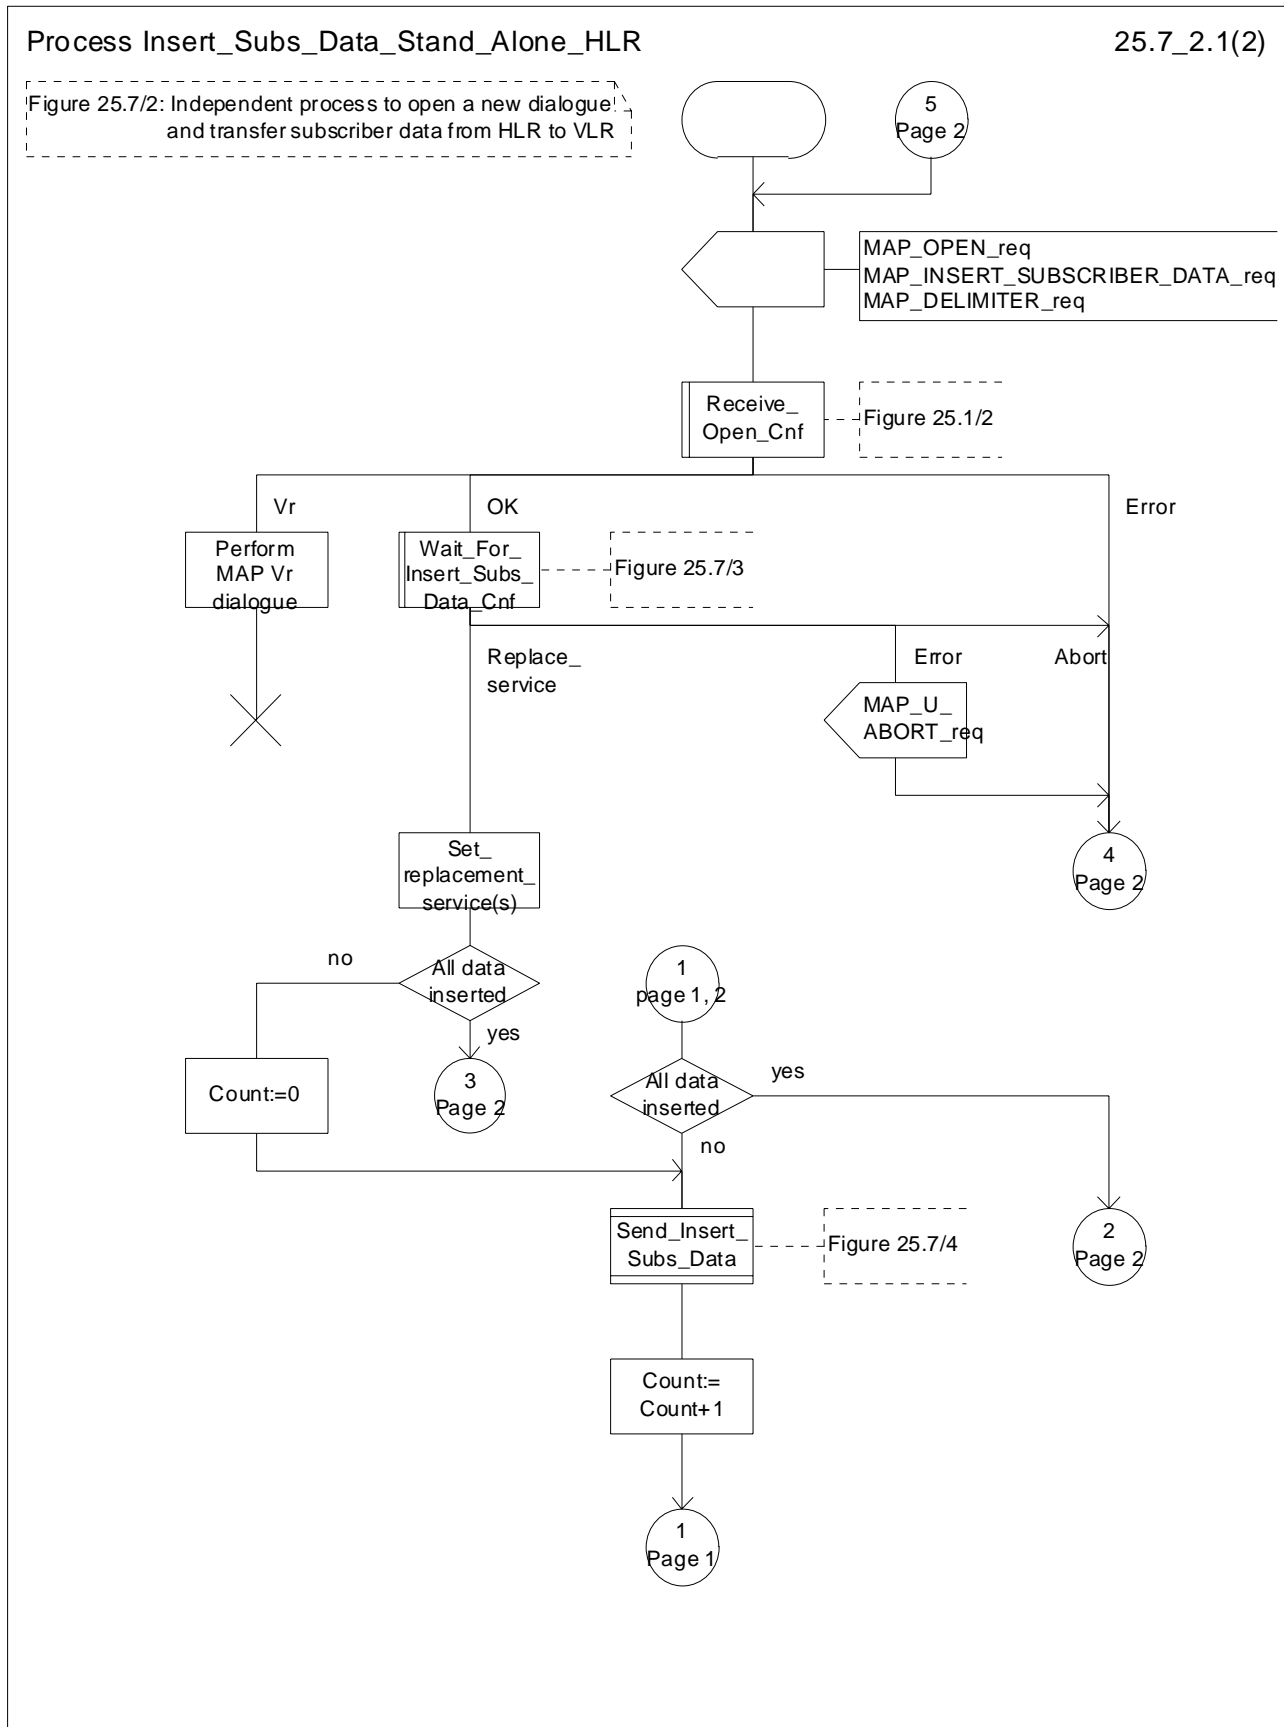 Process Insert_Subs_Data_Stand_Alone_HLR
25.7_2.1(2)
Figure 25.7/2: Independent process to open a new dialogue
and transfer subscriber data from HLR to VLR
5
Page 2
MAP_OPEN_req
MAP_INSERT_SUBSCRIBER_DATA_req
MAP_DELIMITER_req
Receive_
Open_Cnf
Figure 25.1/2
Vr
OK
Error
Perform
MAP Vr
dialogue
Wait_For_
Insert_Subs_
Data_Cnf
Figure 25.7/3
Replace_
service
Error
Abort
MAP_U_
ABORT_req
4
Page 2
Set_
replacement_
service(s)
no
All data
inserted
yes
1
page 1, 2
Count:=0
3
Page 2
All data
inserted
yes
no
Send_Insert_
Subs_Data
Figure 25.7/4
2
Page 2
Count:=
Count+1
1
Page 1